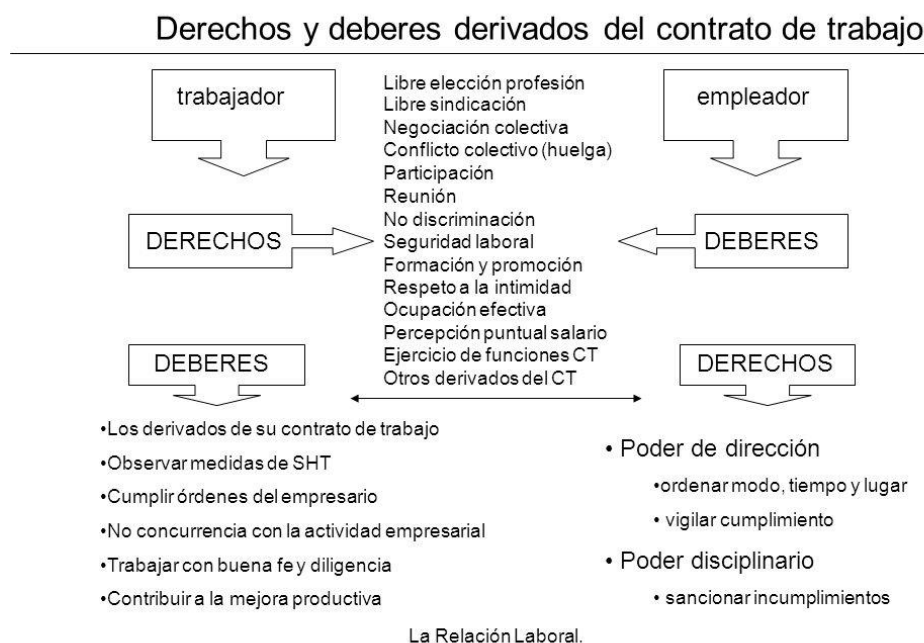 Derechos y deberes derivados del contrato de trabajo
trabajador
empleador
Libre elección profesión
Libre sindicación
Negociación colectiva
Conflicto colectivo (huelga)
Participación
Reunión
No discriminación
Seguridad laboral
Formación y promoción
Respeto a la intimidad
Ocupación efectiva
Percepción puntual salario
Ejercicio de funciones CT
Otros derivados del CT
DERECHOS
DEBERES
DEBERES
•Los derivados de su contrato de trabajo
•Observar medidas de SHT
•Cumplir órdenes del empresario
•No concurrencia con la actividad empresarial
•Trabajar con buena fe y diligencia
•Contribuir a la mejora productiva
DERECHOS
• Poder de dirección
•ordenar modo, tiempo y lugar
• vigilar cumplimiento
• Poder disciplinario
• sancionar incumplimientos
La Relación Laboral.